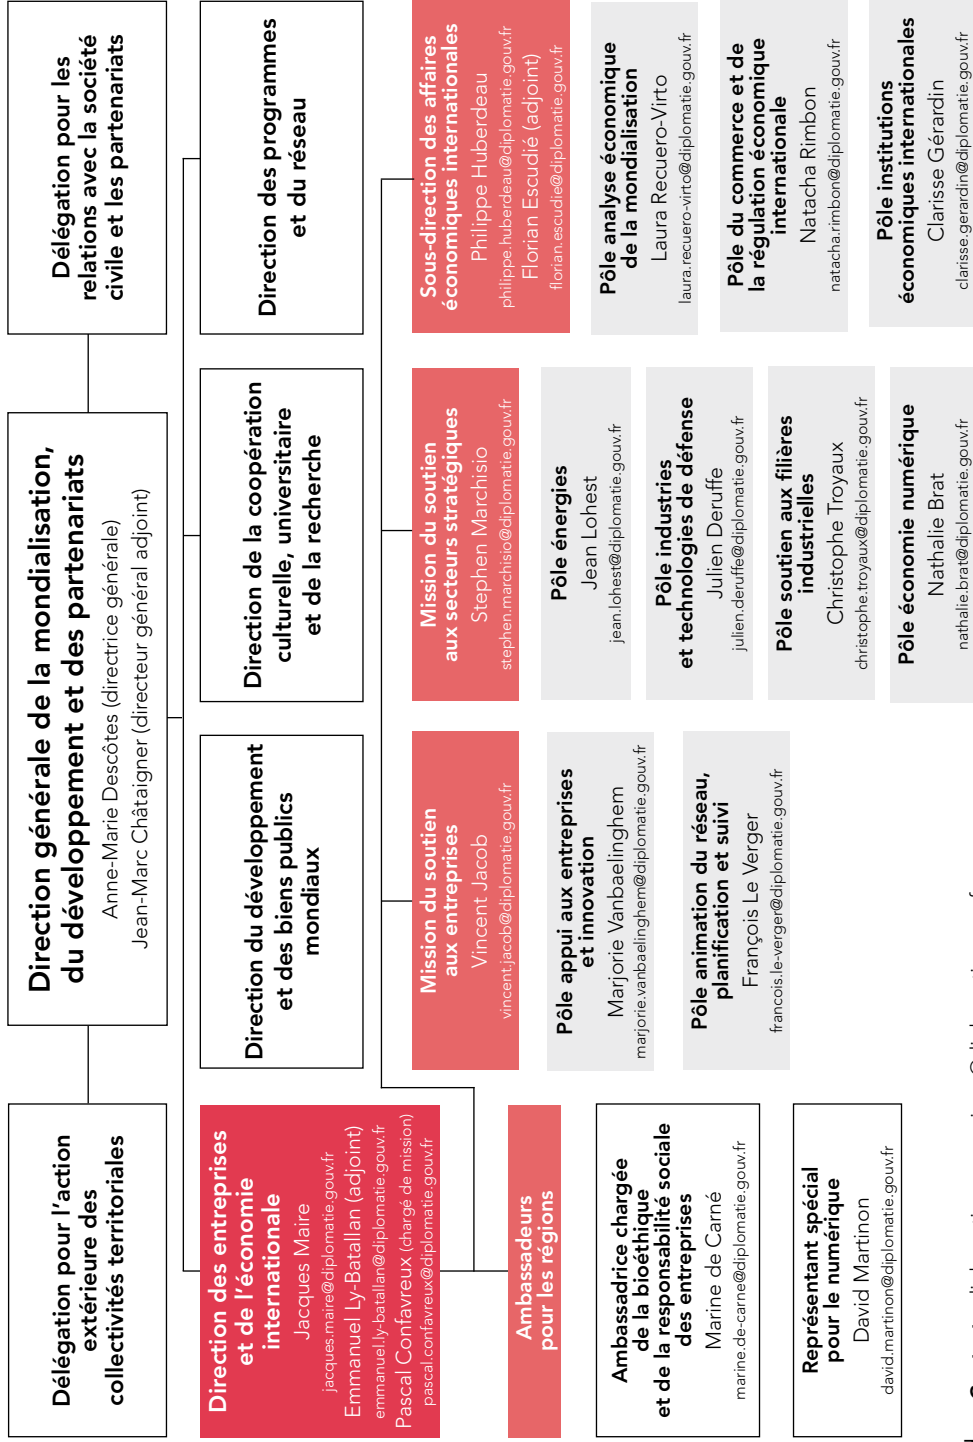 Délégation pour l'action
extérieure des
collectivités territoriales
Direction générale de la mondialisation,
du développement et des partenariats
Anne-Marie Descôtes (directrice générale)
Jean-Marc Châtaigner (directeur général adjoint)
Délégation pour les
relations avec la société
civile et les partenariats
Direction des entreprises
et de l'économie
internationale
Jacques Maire
jacques.maire@diplomatie.gouv.fr
Emmanuel Ly-Batallan (adjoint)
emmanuel.ly-batallan@diplomatie.gouv.fr
Pascal Confavreux (chargé de mission)
pascal.confavreux@diplomatie.gouv.fr
Direction du développement
et des biens publics
mondiaux
Direction de la coopération
culturelle, universitaire
et de la recherche
Direction des programmes
et du réseau
Ambassadeurs
pour les régions
Ambassadrice chargée
de la bioéthique
et de la responsabilité sociale
des entreprises
Marine de Carné
marine.de-carne@diplomatie.gouv.fr
Représentant spécial
pour le numérique
David Martinon
david.martinon@diplomatie.gouv.fr
Mission du soutien
aux entreprises
Vincent Jacob
vincent.jacob@diplomatie.gouv.fr
Pôle appui aux entreprises
et innovation
Marjorie Vanbaelinghem
marjorie.vanbaelinghem@diplomatie.gouv.fr
Pôle animation du réseau,
planification et suivi
François Le Verger
francois.le-verger@diplomatie.gouv.fr
Mission du soutien
aux secteurs stratégiques
Stephen Marchisio
stephen.marchisio@diplomatie.gouv.fr
Pôle énergies
Jean Lohest
jean.lohest@diplomatie.gouv.fr
Pôle industries
et technologies de défense
Julien Deruffe
julien.deruffe@diplomatie.gouv.fr
Pôle soutien aux filières
industrielles
Christophe Troyaux
christophe.troyaux@diplomatie.gouv.fr
Pôle économie numérique
Nathalie Brat
nathalie.brat@diplomatie.gouv.fr
Sous-direction des affaires
économiques internationales
Philippe Huberdeau
philippe.huberdeau@diplomatie.gouv.fr
Florian Escudié (adjoint)
florian.escudie@diplomatie.gouv.fr
Pôle analyse économique
de la mondialisation
Laura Recuero-Virto
laura.recuero-virto@diplomatie.gouv.fr
Pôle du commerce et de
la régulation économique
internationale
Natacha Rimbon
natacha.rimbon@diplomatie.gouv.fr
Pôle institutions
économiques internationales
Clarisse Gérardin
clarisse.gerardin@diplomatie.gouv.fr